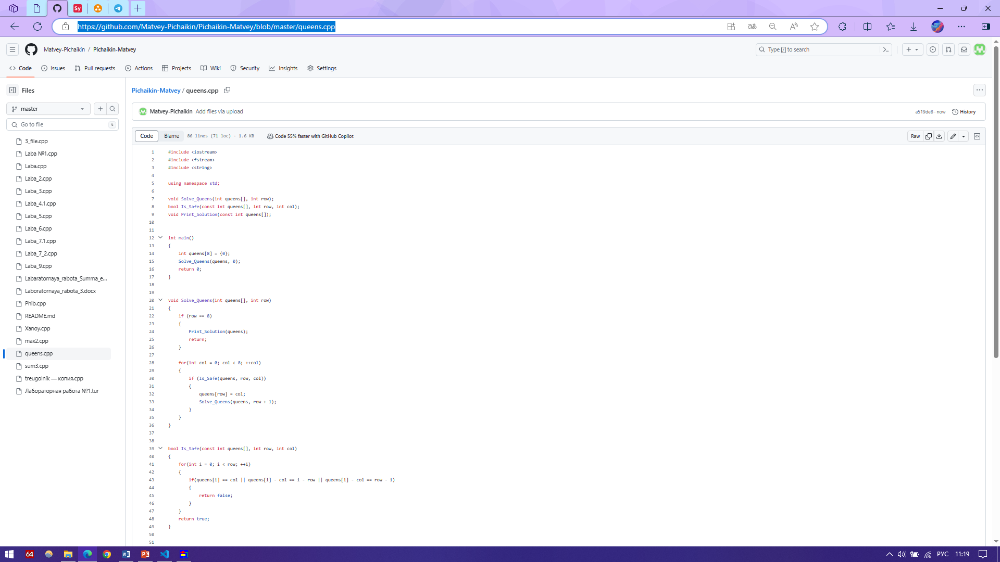 Sy
https://github.com/Matvey-Pichaikin/Pichaikin-Matvey/blob/master/queens.cpp
Matvey-Pichaikin / Pichaikin-Matvey
Type / to search
Code
Issues
Pull requests
Actions
Projects
Wiki
Security
Insights
Settings
Files
master
Go to file
t
3_file.cpp
Laba №1.cpp
Laba.cpp
Laba_2.cpp
Laba_3.cpp
Laba_4.1.cpp
Laba_5.cpp
Laba_6.cpp
Laba_7.1.cpp
Laba_7_2.cpp
Laba_9.cpp
Labaratornaya_rabota_Summa_e...
Laboratornaya_rabota_3.docx
Phib.cpp
README.md
Xanoy.cpp
max2.cpp
queens.cpp
sum3.cpp
treugolnik — копия.cpp
Лабораторная работа №1.tur
Pichaikin-Matvey / queens.cpp
Matvey-Pichaikin Add files via upload
a519de8 · now
History
Code Blame 86 lines (71 loc) · 1.6 KB
Code 55% faster with GitHub Copilot
Raw
1 #include <iostream>
2 #include <fstream>
3 #include <string>
4
5 using namespace std;
6
7 void Solve_Queens(int queens[], int row);
8 bool Is_Safe(const int queens[], int row, int col);
9 void Print_Solution(const int queens[]);
10
11
12 int main()
13 {
14 int queens[8] = {0};
15 Solve_Queens(queens, 0);
16 return 0;
17 }
18
19
20 void Solve_Queens(int queens[], int row)
21 {
22 if (row == 8)
23 {
24 Print_Solution(queens);
25 return;
26 }
27
28 for(int col = 0; col < 8; ++col)
29 {
30 if (Is_Safe(queens, row, col))
31 {
32 queens[row] = col;
33 Solve_Queens(queens, row + 1);
34 }
35 }
36 }
37
38
39 bool Is_Safe(const int queens[], int row, int col)
40 {
41 for(int i = 0; i < row; ++i)
42 {
43 if(queens[i] == col || queens[i] - col == i - row || queens[i] - col == row - i)
44 {
45 return false;
46 }
47 }
48 return true;
49 }
50
51
64
РУС
11:19